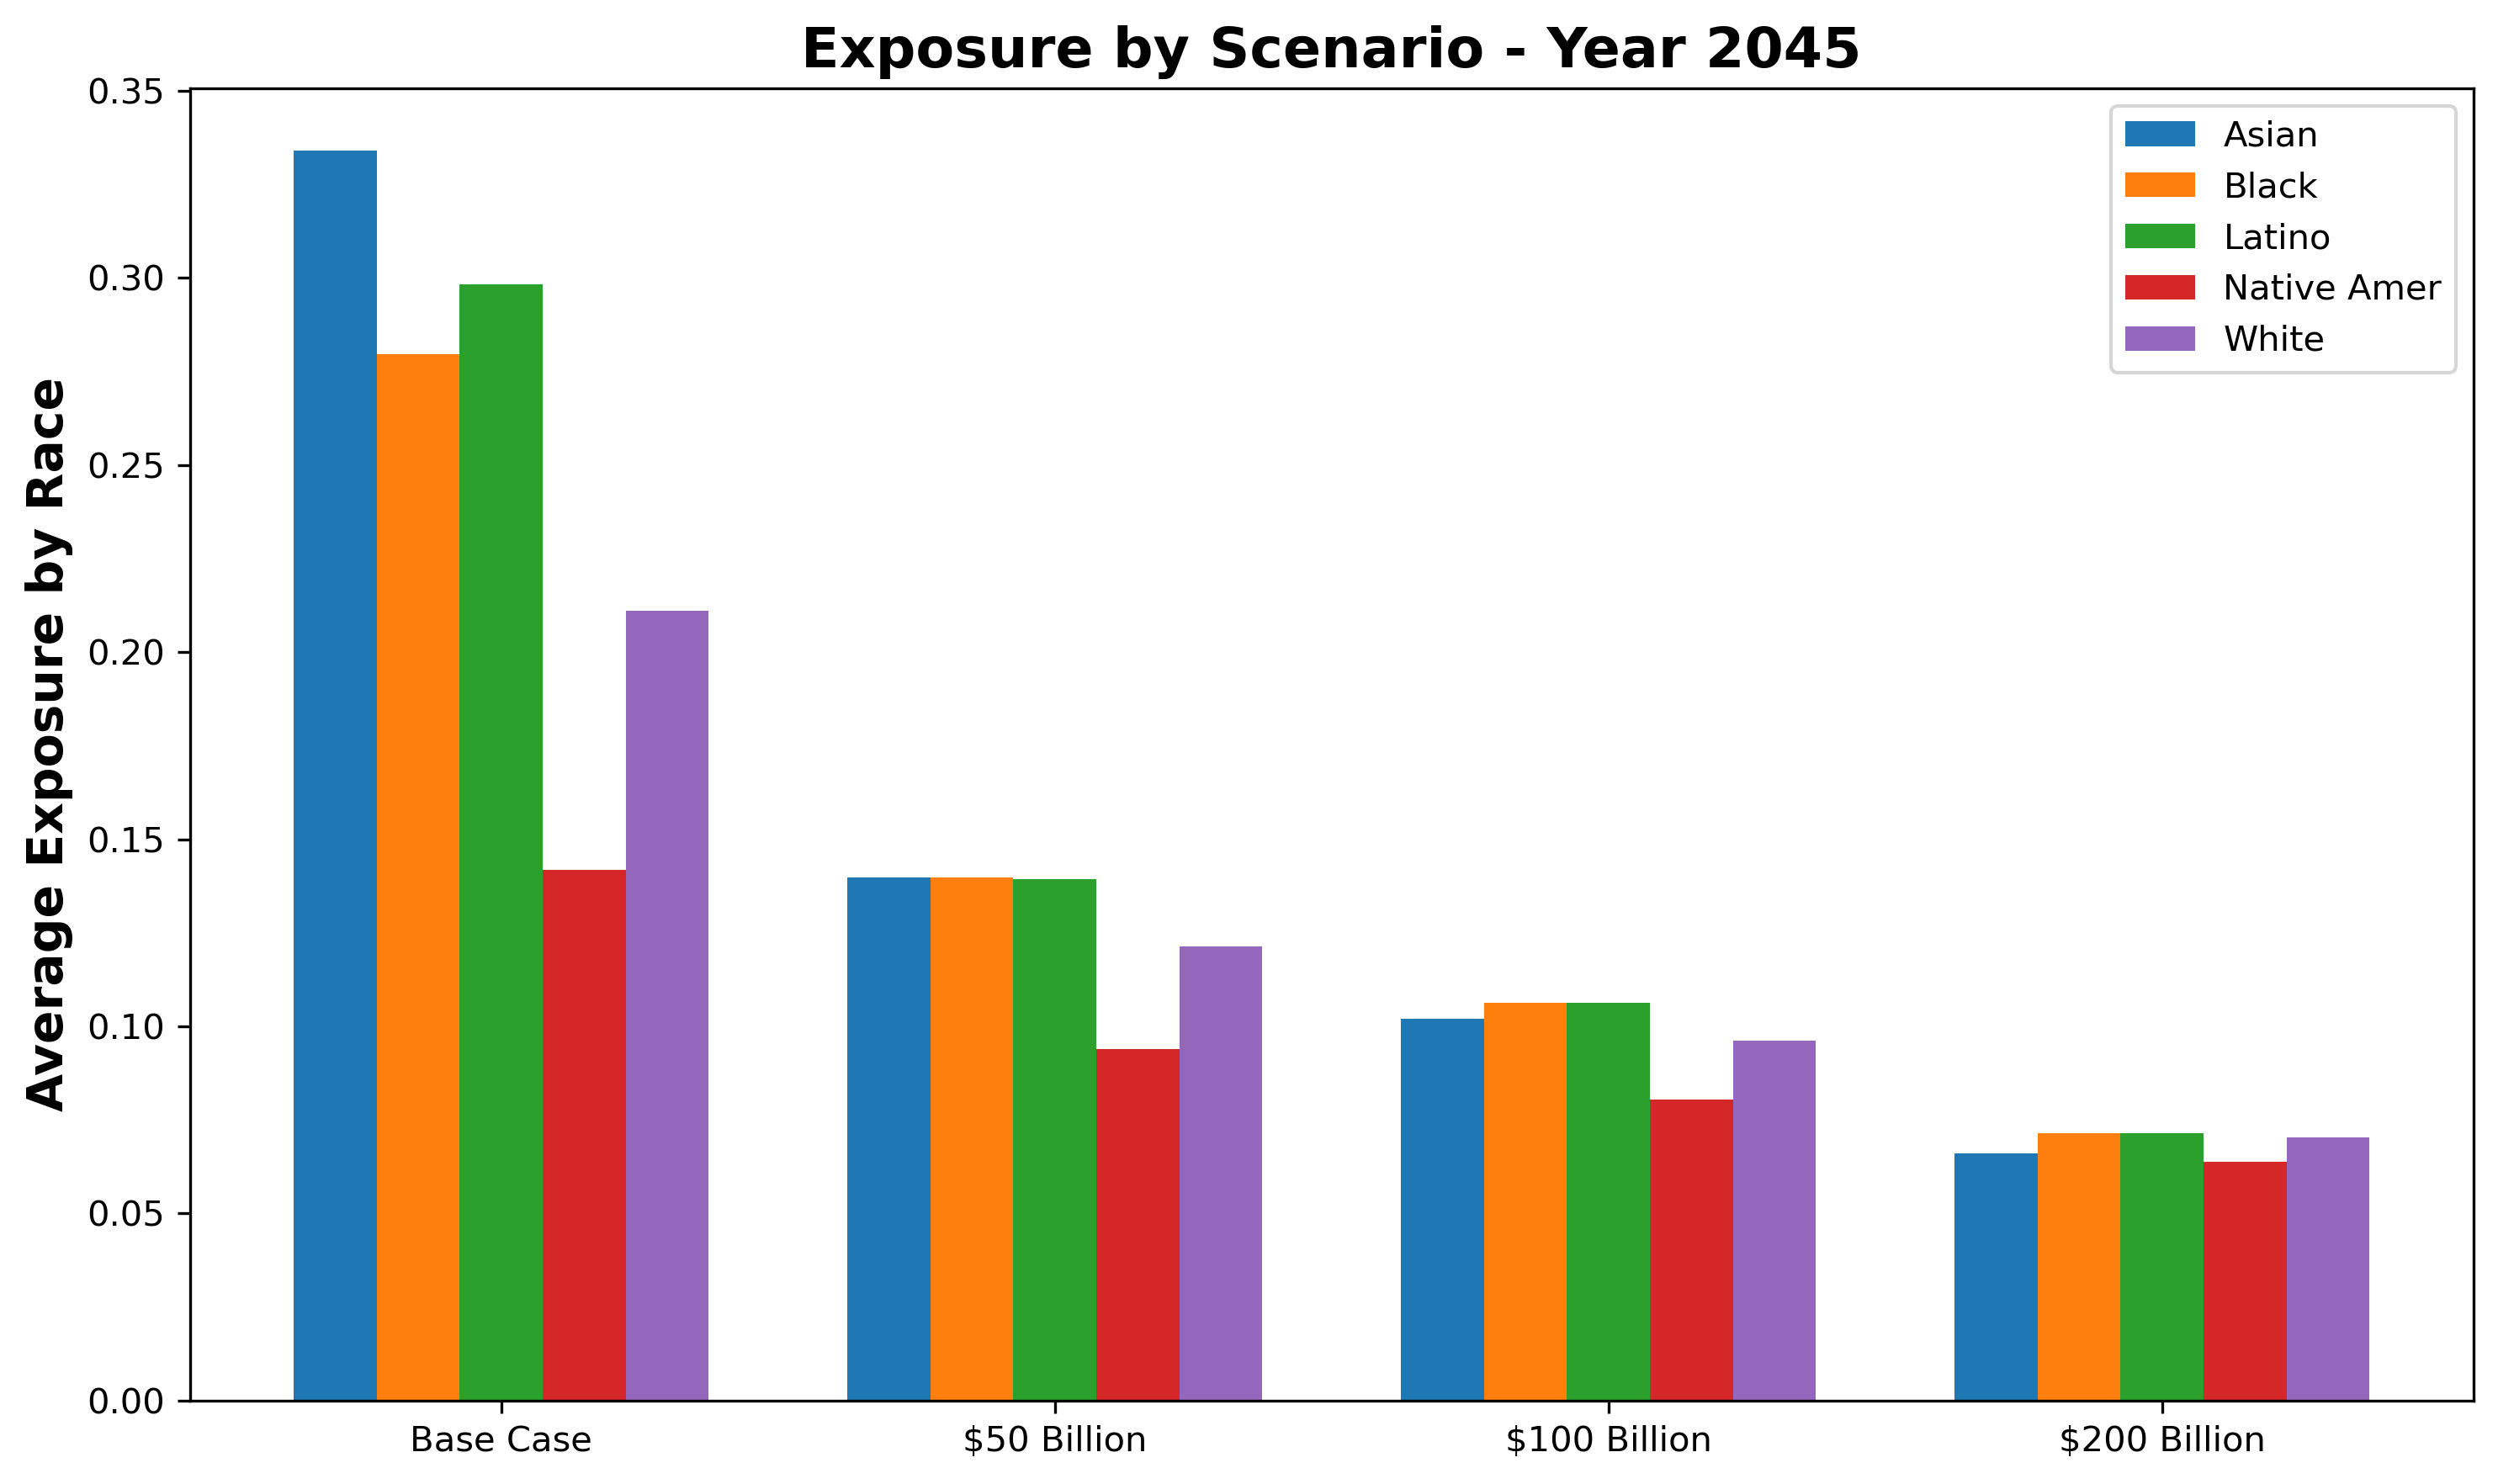 Exposure by Scenario - Year 2045
Average Exposure by Race
0.35
0.30
0.25
0.20
0.15
0.10
0.05
0.00
Asian
Black
Latino
Native Amer
White
Base Case
$50 Billion
$100 Billion
$200 Billion